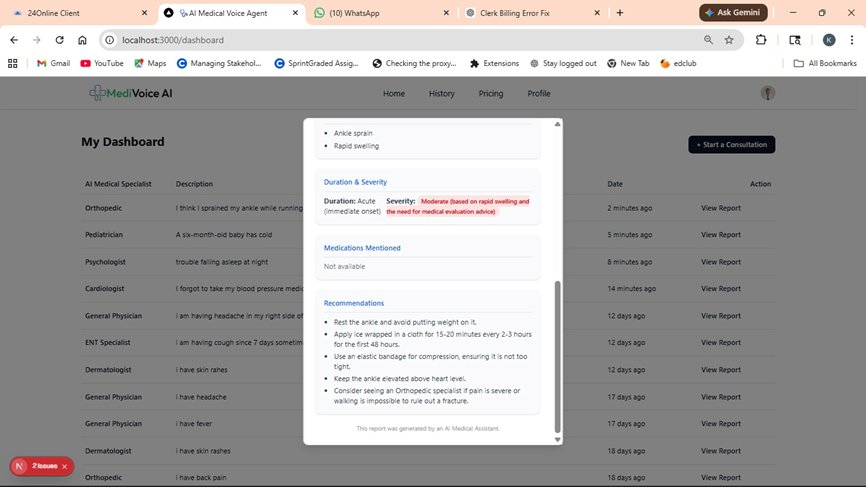 24Online Client
AI Medical Voice Agent
(10) WhatsApp
Clerk Billing Error Fix
Ask Gemini
localhost:3000/dashboard
K
Gmail
YouTube
Maps
Managing Stakehol...
SprintGraded Assig...
Checking the proxy...
Extensions
Stay logged out
New Tab
edclub
All Bookmarks
MediVoice AI
Home
History
Pricing
Profile
My Dashboard
+ Start a Consultation
AI Medical Specialist
Description
Date
Action
Orthopedic
I think I sprained my ankle while running
2 minutes ago
View Report
Pediatrician
A six-month-old baby has cold
5 minutes ago
View Report
Psychologist
trouble falling asleep at night
8 minutes ago
View Report
Cardiologist
I forgot to take my blood pressure medic
14 minutes ago
View Report
General Physician
i am having headache in my right side of
12 days ago
View Report
ENT Specialist
i am having cough since 7 days sometim
12 days ago
View Report
Dermatologist
i have skin rahes
12 days ago
View Report
General Physician
i have headache
17 days ago
View Report
General Physician
i have fever
17 days ago
View Report
Dermatologist
i have skin rashes
18 days ago
View Report
Orthopedic
i have back pain
18 days ago
View Report
Ankle sprain
Rapid swelling
Duration & Severity
Duration: Acute
(immediate onset)
Severity: Moderate (based on rapid swelling and
the need for medical evaluation advice)
Medications Mentioned
Not available
Recommendations
Rest the ankle and avoid putting weight on it.
Apply ice wrapped in a cloth for 15-20 minutes every 2-3 hours
for the first 48 hours.
Use an elastic bandage for compression, ensuring it is not too
tight.
Keep the ankle elevated above heart level.
Consider seeing an Orthopedic specialist if pain is severe or
walking is impossible to rule out a fracture.
This report was generated by an AI Medical Assistant.
N
2 Issues